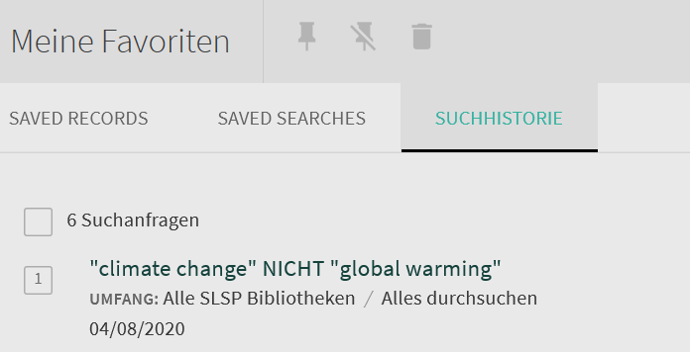 Meine Favoriten
SAVED RECORDS SAVED SEARCHES SUCHHISTORIE
6 Suchanfragen
1 "climate change" NICHT "global warming"
UMFANG: Alle SLSP Bibliotheken / Alles durchsuchen
04/08/2020